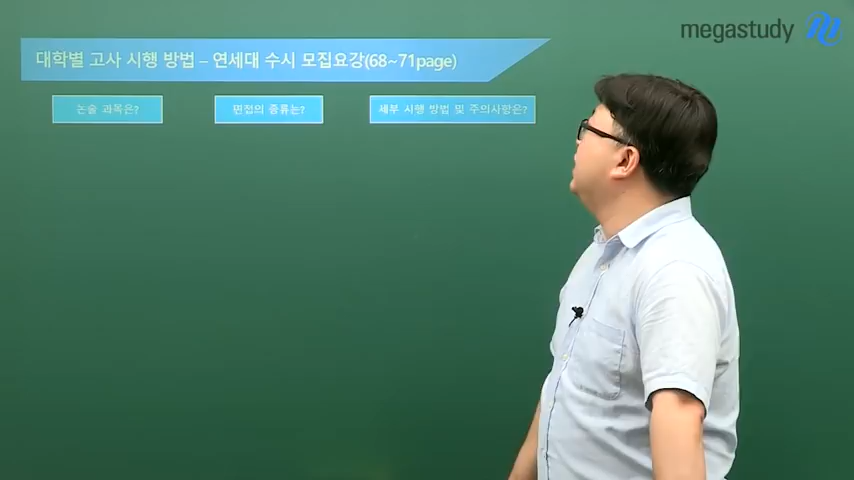 megastudy
대학별 고사 시행 방법 – 연세대 수시 모집요강(68~71page)
논술 과목은?
면접의 종류는?
세부 시행 방법 및 주의사항은?